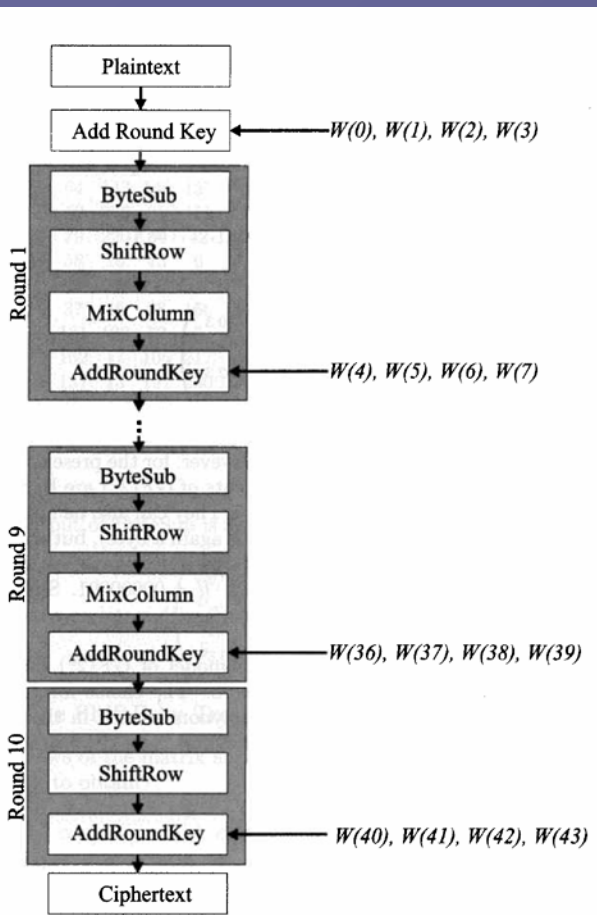 Plaintext
Add Round Key
W(0), W(1), W(2), W(3)
Round 1
ByteSub
ShiftRow
MixColumn
AddRoundKey
W(4), W(5), W(6), W(7)
Round 9
ByteSub
ShiftRow
MixColumn
AddRoundKey
W(36), W(37), W(38), W(39)
Round 10
ByteSub
ShiftRow
AddRoundKey
W(40), W(41), W(42), W(43)
Ciphertext